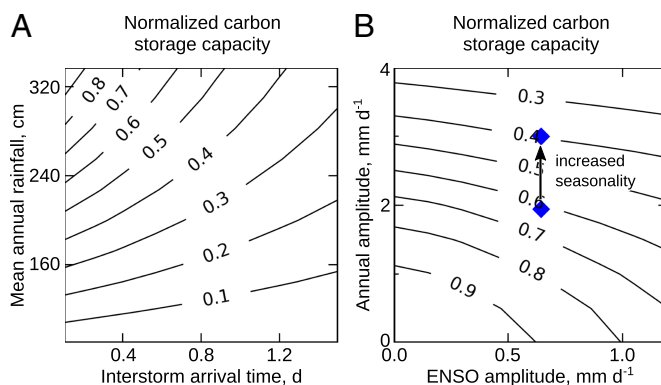 A
Normalized carbon
storage capacity
Mean annual rainfall, cm
320
240
160
0.8
0.7
0.6
0.5
0.4
0.3
0.2
0.1
0.4
0.8
1.2
Interstorm arrival time, d
B
Normalized carbon
storage capacity
Annual amplitude, mm d⁻¹
4
2
0
0.3
0.4
0.5
0.6
0.7
0.8
0.9
increased
seasonality
0.0
0.5
1.0
ENSO amplitude, mm d⁻¹